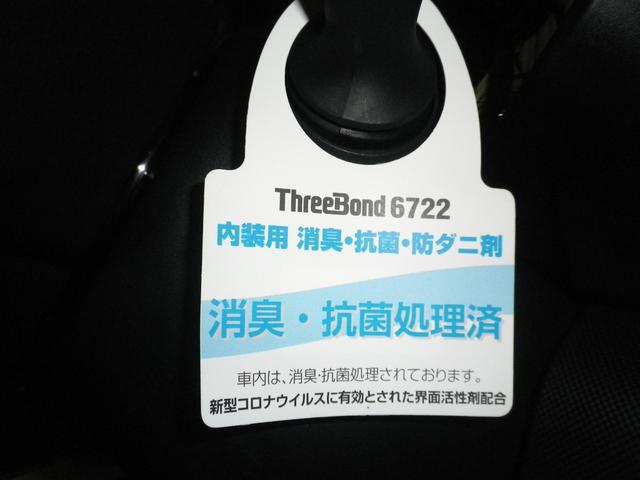 ThreeBond 6722
内装用 消臭・抗菌・防ダニ剤
消臭・抗菌処理済
車内は、消臭・抗菌処理されております。
新型コロナウイルスに有効とされた界面活性剤配合